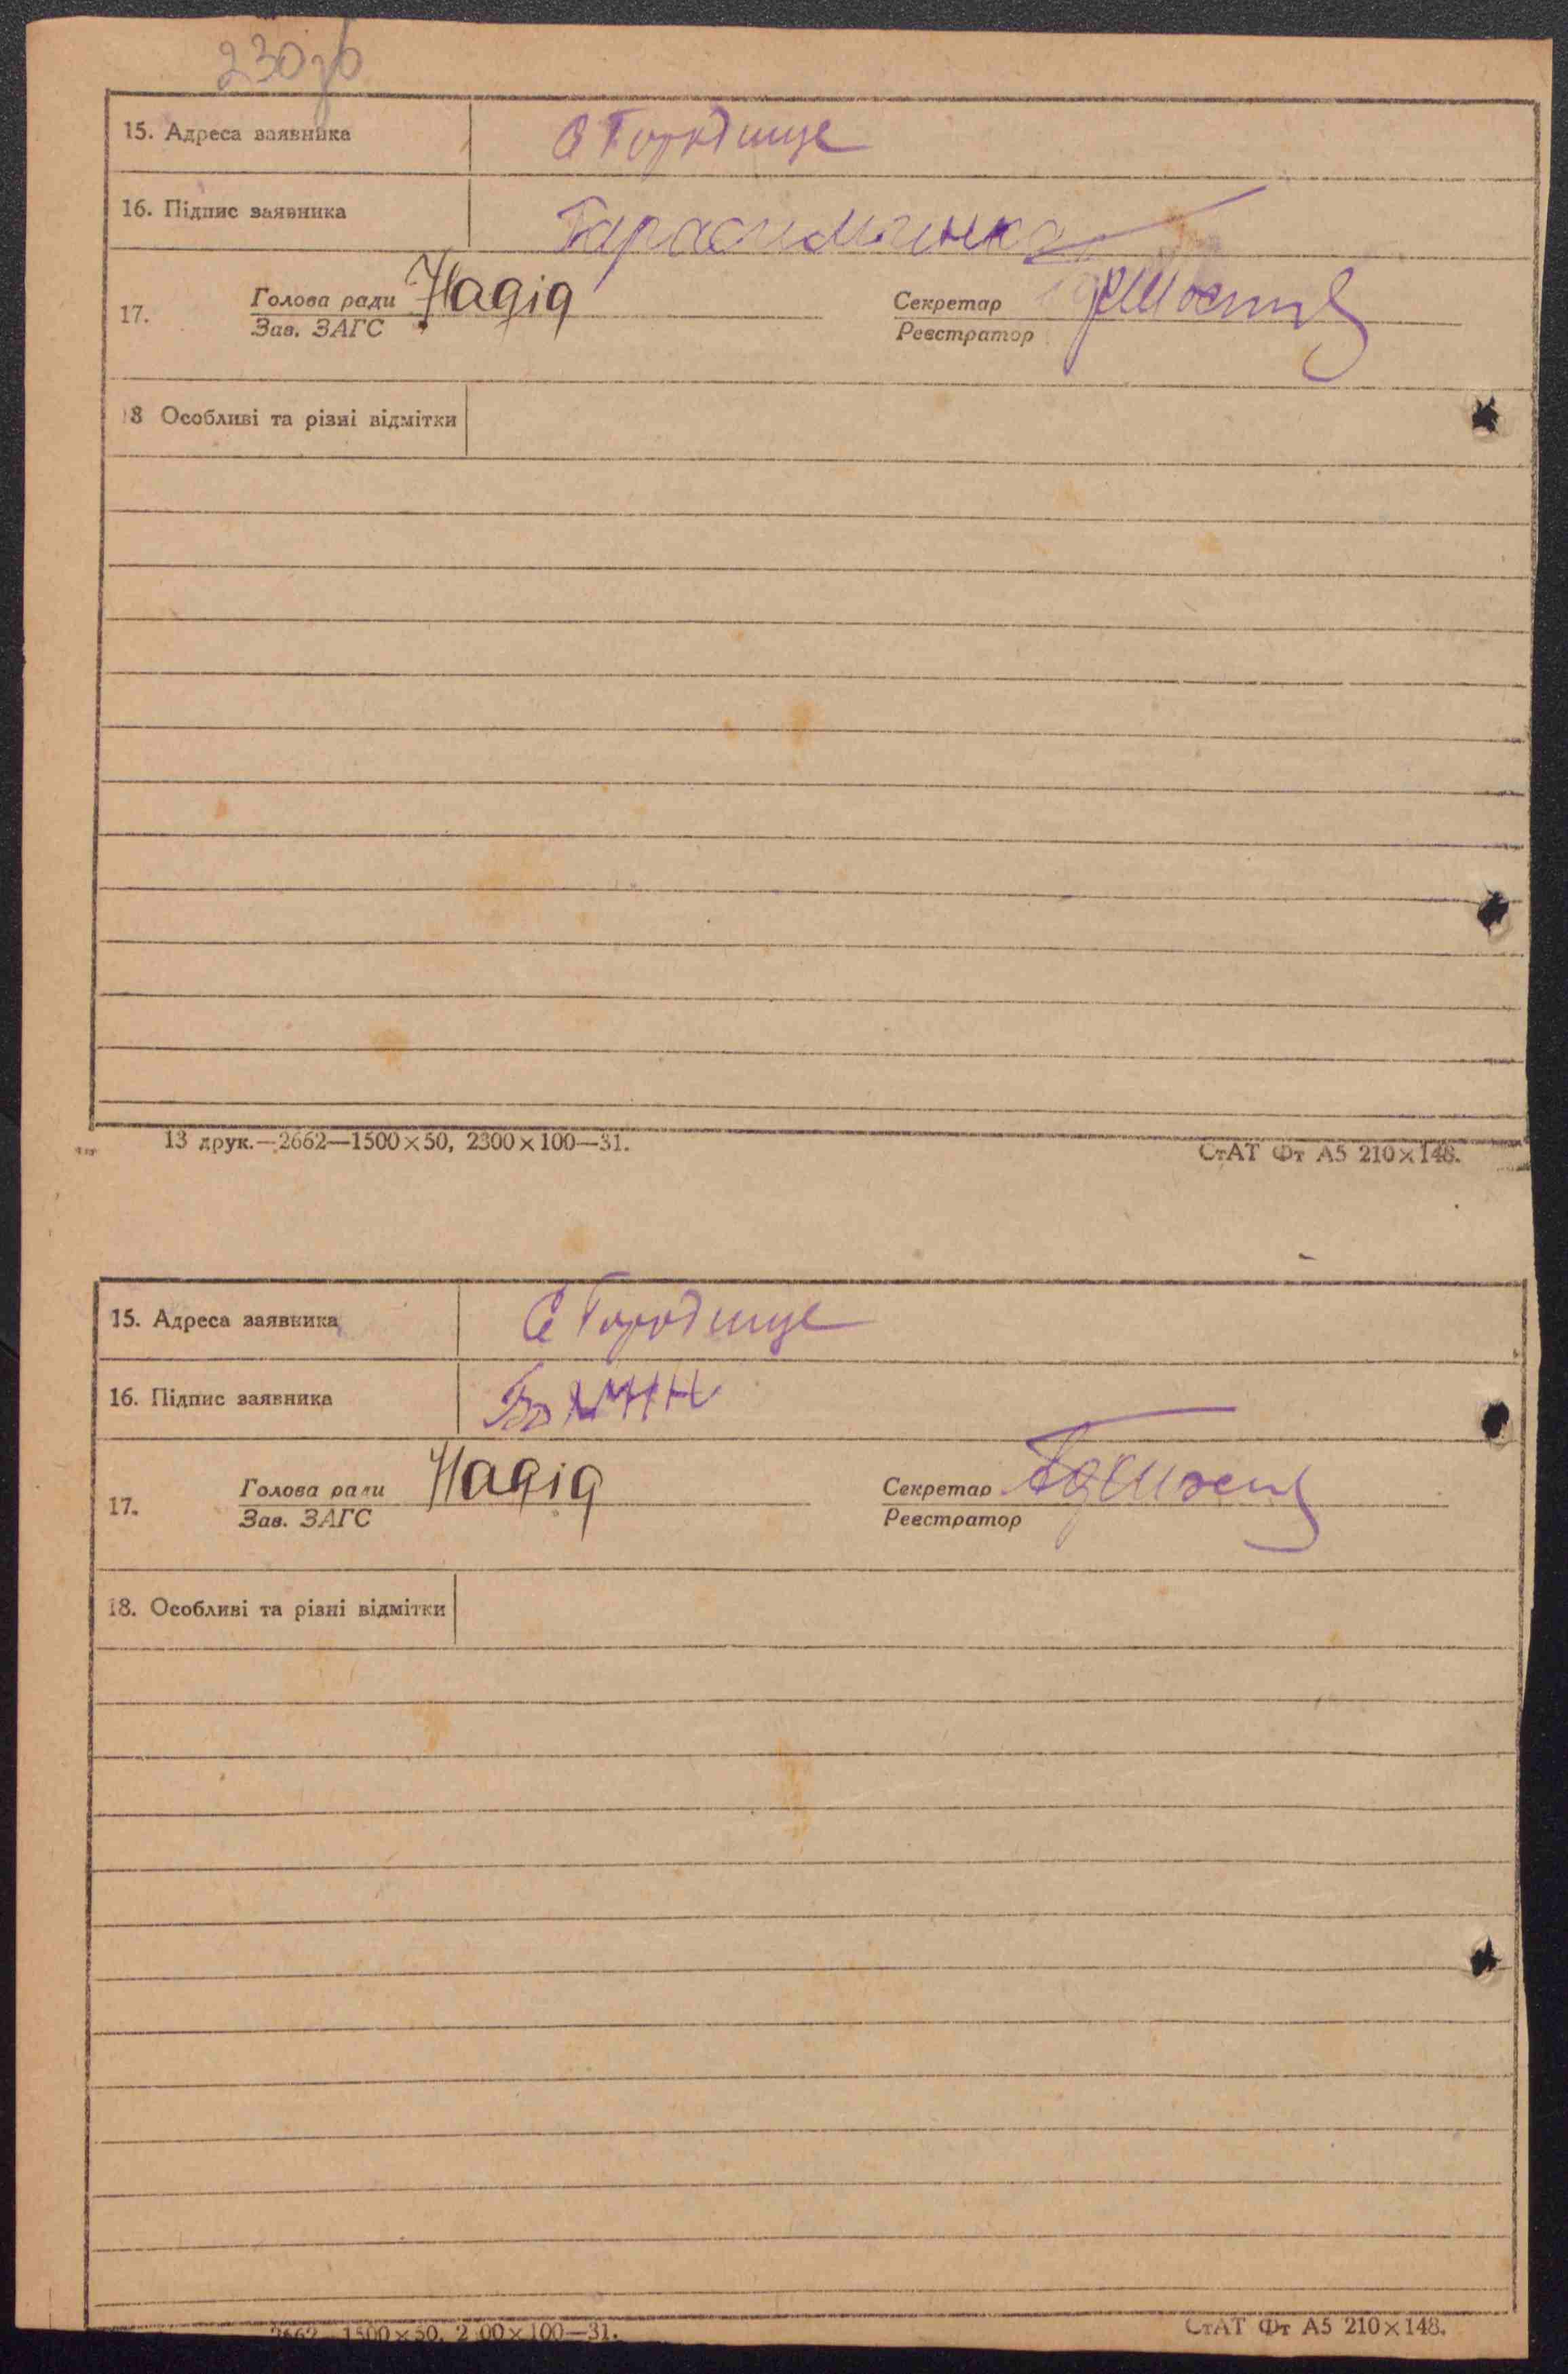 230зв
15. Адреса заявника С Городище
16. Підпис заявника Гарасимченко
17. Голова ради Надід Секретар
Зав. ЗАГС Реєстратор
18 Особливі та різні відмітки
13 друк.—2662—1500×50, 2300×100—31. СтАТ Фт А5 210×148.
15. Адреса заявника С Городище
16. Підпис заявника
17. Голова ради Надід Секретар
Зав. ЗАГС Реєстратор
18. Особливі та різні відмітки
2662—1500×50, 2300×100—31. СтАТ Фт А5 210×148.